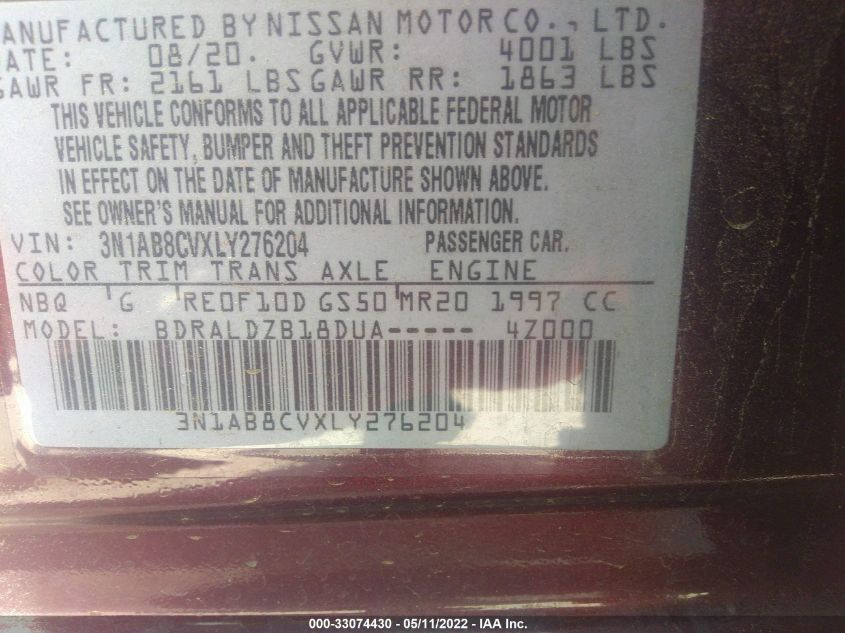 MANUFACTURED BY NISSAN MOTOR CO., LTD.
DATE: 08/20. GVWR: 4001 LBS
GAWR FR: 2161 LBS GAWR RR: 1863 LBS
THIS VEHICLE CONFORMS TO ALL APPLICABLE FEDERAL MOTOR
VEHICLE SAFETY, BUMPER AND THEFT PREVENTION STANDARDS
IN EFFECT ON THE DATE OF MANUFACTURE SHOWN ABOVE.
SEE OWNER'S MANUAL FOR ADDITIONAL INFORMATION.
VIN: 3N1AB8CVXLY276204 PASSENGER CAR.
COLOR TRIM TRANS AXLE ENGINE
NBQ 'G 'RE0F10D GS50'MR20 1997 CC
MODEL: BDRALDZB18DUA----- 4Z000
3N1AB8CVXLY276204
000-33074430 - 05/11/2022 - IAA Inc.